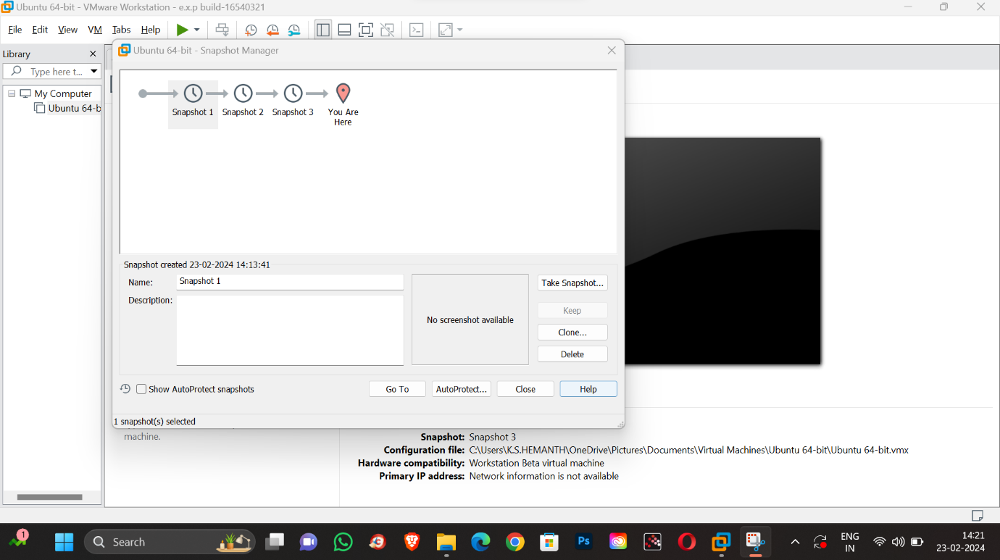 Ubuntu 64-bit - VMware Workstation - e.x.p build-16540321
File Edit View VM Tabs Help
Library
Type here t...
My Computer
Ubuntu 64-b
Ubuntu 64-bit - Snapshot Manager
Snapshot 1 Snapshot 2 Snapshot 3 You Are
Here
Snapshot created 23-02-2024 14:13:41
Name: Snapshot 1
Description:
No screenshot available
Take Snapshot...
Keep
Clone...
Delete
Show AutoProtect snapshots
Go To AutoProtect... Close Help
1 snapshot(s) selected
machine.
Snapshot: Snapshot 3
Configuration file: C:\Users\K.S.HEMANTH\OneDrive\Pictures\Documents\Virtual Machines\Ubuntu 64-bit\Ubuntu 64-bit.vmx
Hardware compatibility: Workstation Beta virtual machine
Primary IP address: Network information is not available
1
Search
Ps
ENG
IN
14:21
23-02-2024